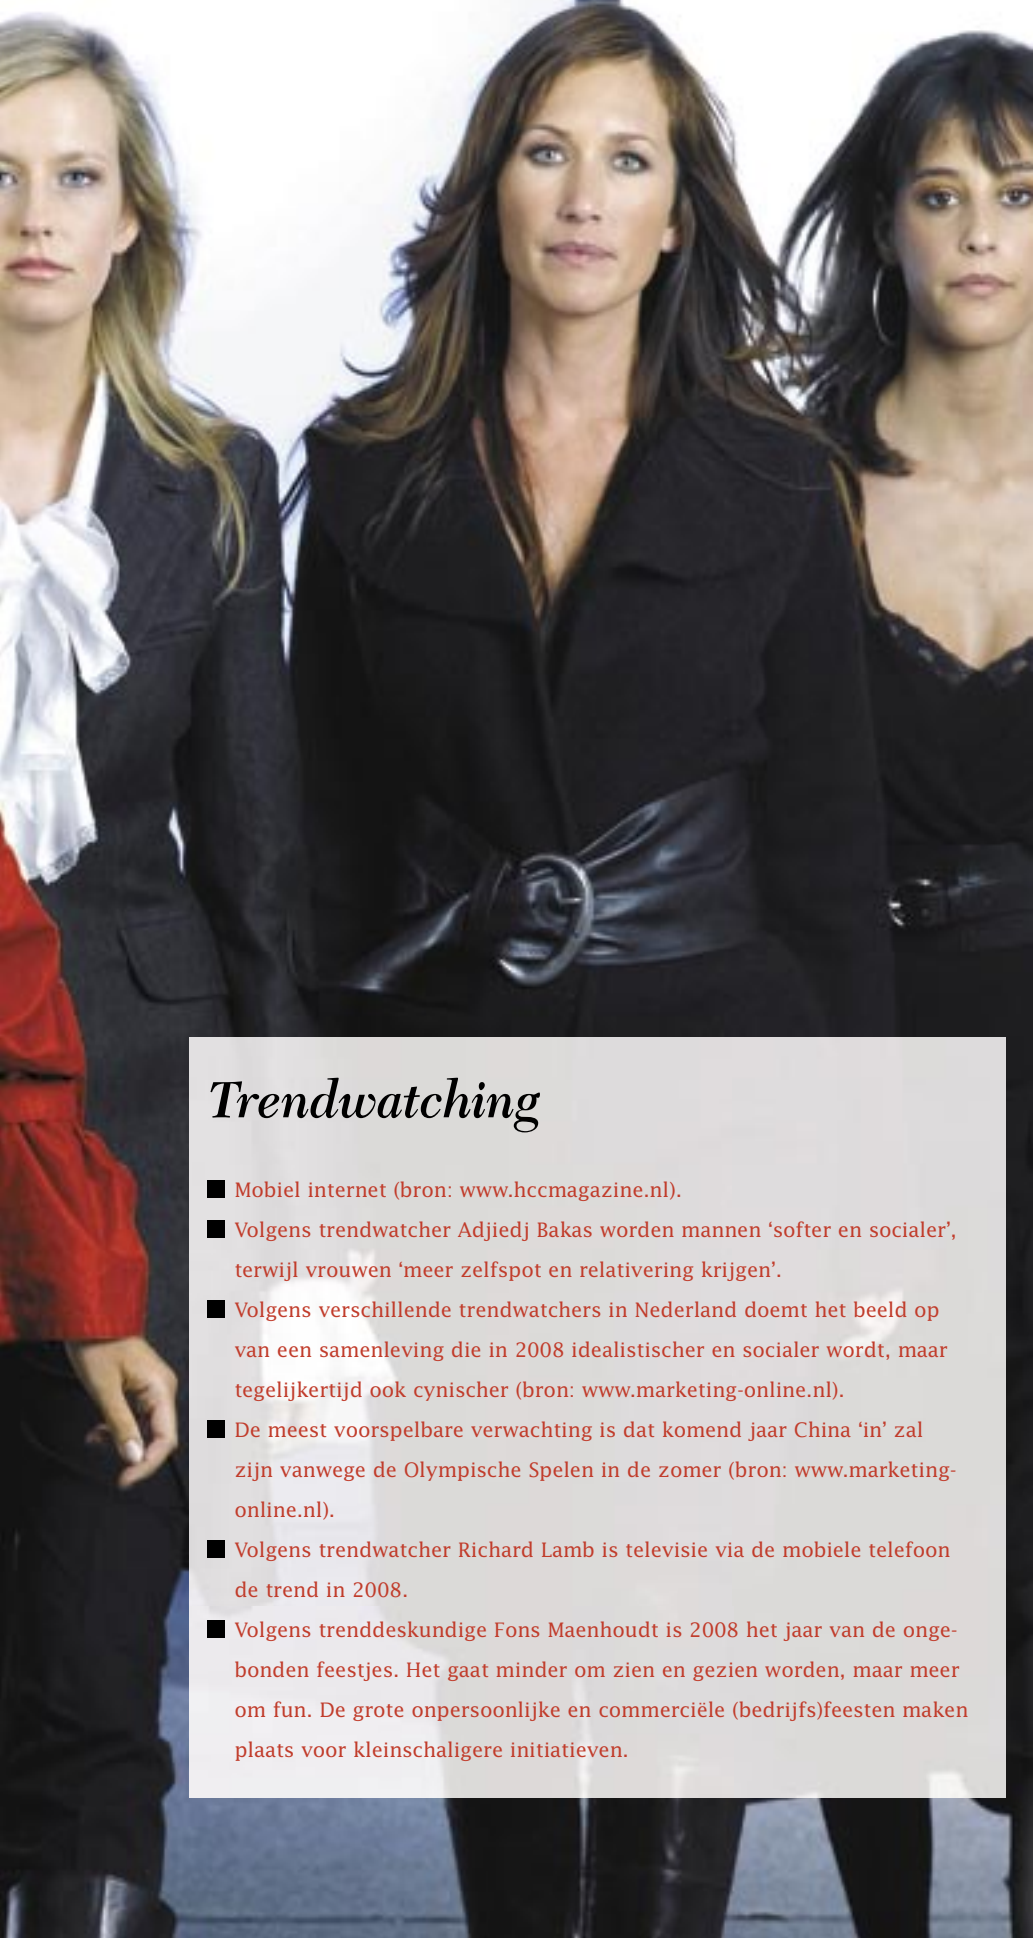 Trendwatching
■ Mobiel internet (bron: www.hccmagazine.nl).
■ Volgens trendwatcher Adjiedj Bakas worden mannen ‘softer en socialer’,
terwijl vrouwen ‘meer zelfspot en relativering krijgen’.
■ Volgens verschillende trendwatchers in Nederland doemt het beeld op
van een samenleving die in 2008 idealistischer en socialer wordt, maar
tegelijkertijd ook cynischer (bron: www.marketing-online.nl).
■ De meest voorspelbare verwachting is dat komend jaar China ‘in’ zal
zijn vanwege de Olympische Spelen in de zomer (bron: www.marketing-
online.nl).
■ Volgens trendwatcher Richard Lamb is televisie via de mobiele telefoon
de trend in 2008.
■ Volgens trenddeskundige Fons Maenhoudt is 2008 het jaar van de onge-
bonden feestjes. Het gaat minder om zien en gezien worden, maar meer
om fun. De grote onpersoonlijke en commerciële (bedrijfs)feesten maken
plaats voor kleinschaligere initiatieven.